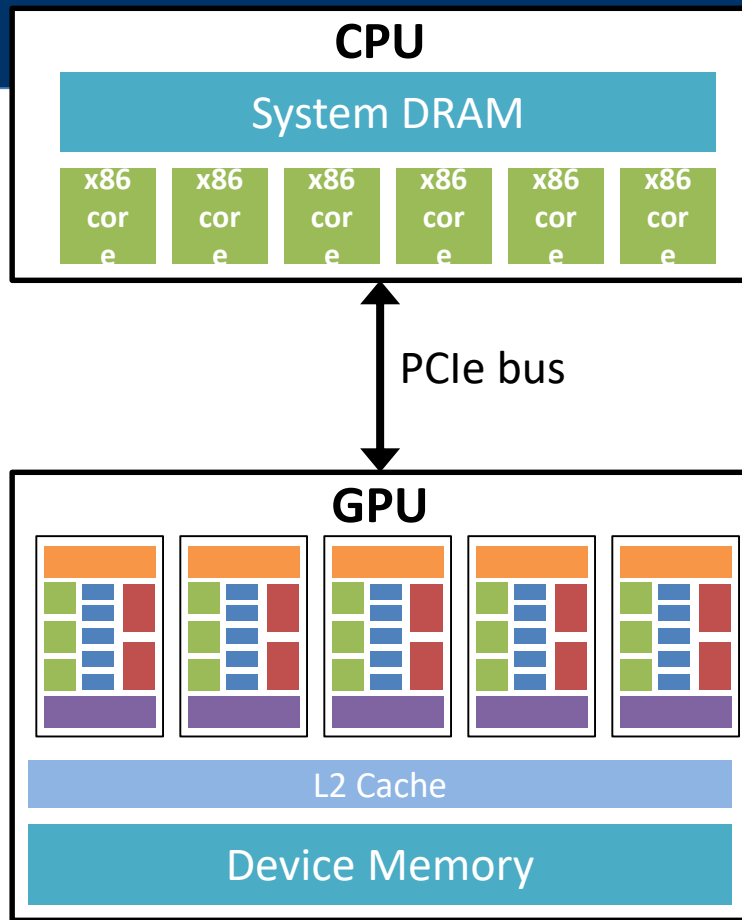 CPU
System DRAM
x86 x86 x86 x86 x86 x86
cor cor cor cor cor cor
e e e e e e
PCIe bus
GPU
L2 Cache
Device Memory